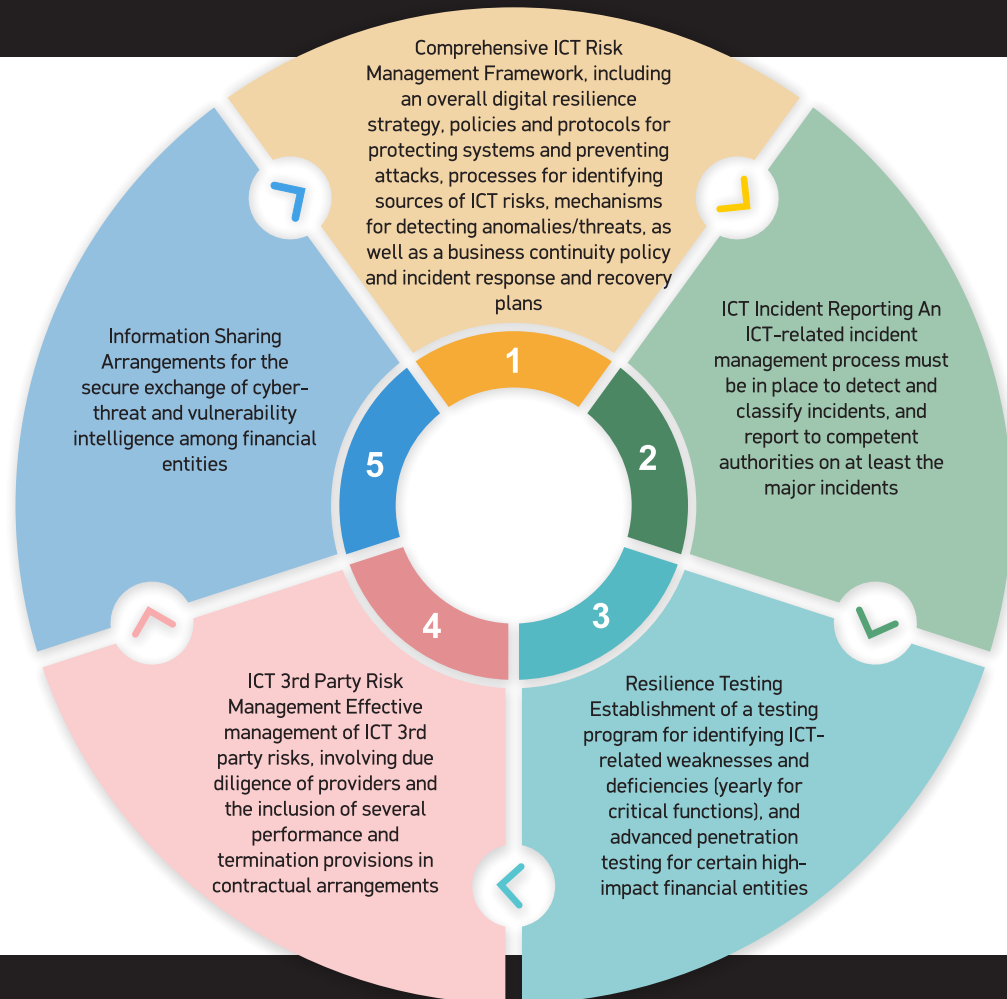 Comprehensive ICT Risk
Management Framework, including
an overall digital resilience
strategy, policies and protocols for
protecting systems and preventing
attacks, processes for identifying
sources of ICT risks, mechanisms
for detecting anomalies/threats, as
well as a business continuity policy
and incident response and recovery
plans
1
ICT Incident Reporting An
ICT-related incident
management process must
be in place to detect and
classify incidents, and
report to competent
authorities on at least the
major incidents
2
Resilience Testing
Establishment of a testing
program for identifying ICT-
related weaknesses and
deficiencies (yearly for
critical functions), and
advanced penetration
testing for certain high-
impact financial entities
3
ICT 3rd Party Risk
Management Effective
management of ICT 3rd
party risks, involving due
diligence of providers and
the inclusion of several
performance and
termination provisions in
contractual arrangements
4
Information Sharing
Arrangements for the
secure exchange of cyber-
threat and vulnerability
intelligence among financial
entities
5